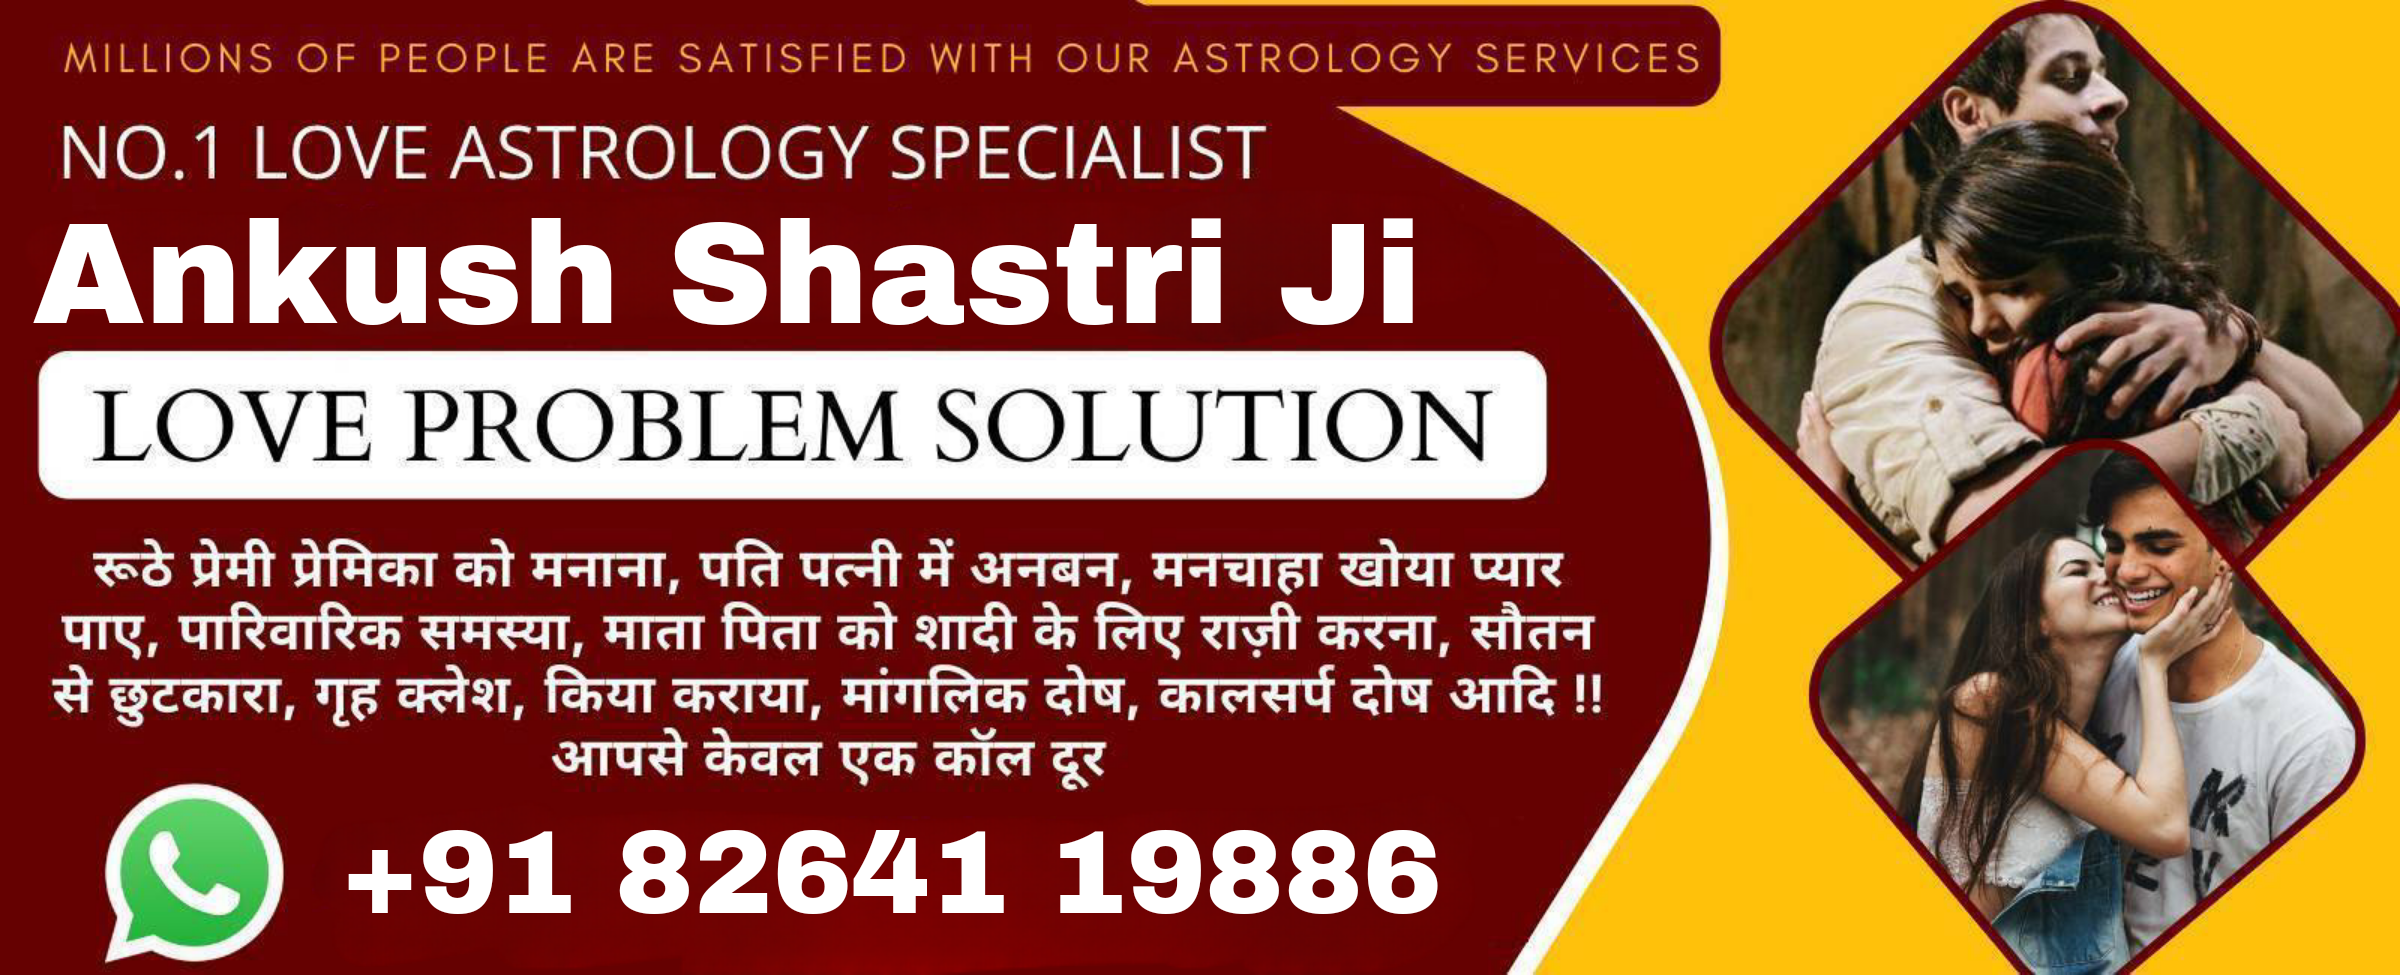 MILLIONS OF PEOPLE ARE SATISFIED WITH OUR ASTROLOGY SERVICES
NO.1 LOVE ASTROLOGY SPECIALIST
Ankush Shastri Ji
LOVE PROBLEM SOLUTION
रूठे प्रेमी प्रेमिका को मनाना, पति पत्नी में अनबन, मनचाहा खोया प्यार
पाए, पारिवारिक समस्या, माता पिता को शादी के लिए राज़ी करना, सौतन
से छुटकारा, गृह क्लेश, किया कराया, मांगलिक दोष, कालसर्प दोष आदि !!
आपसे केवल एक कॉल दूर
+91 82641 19886